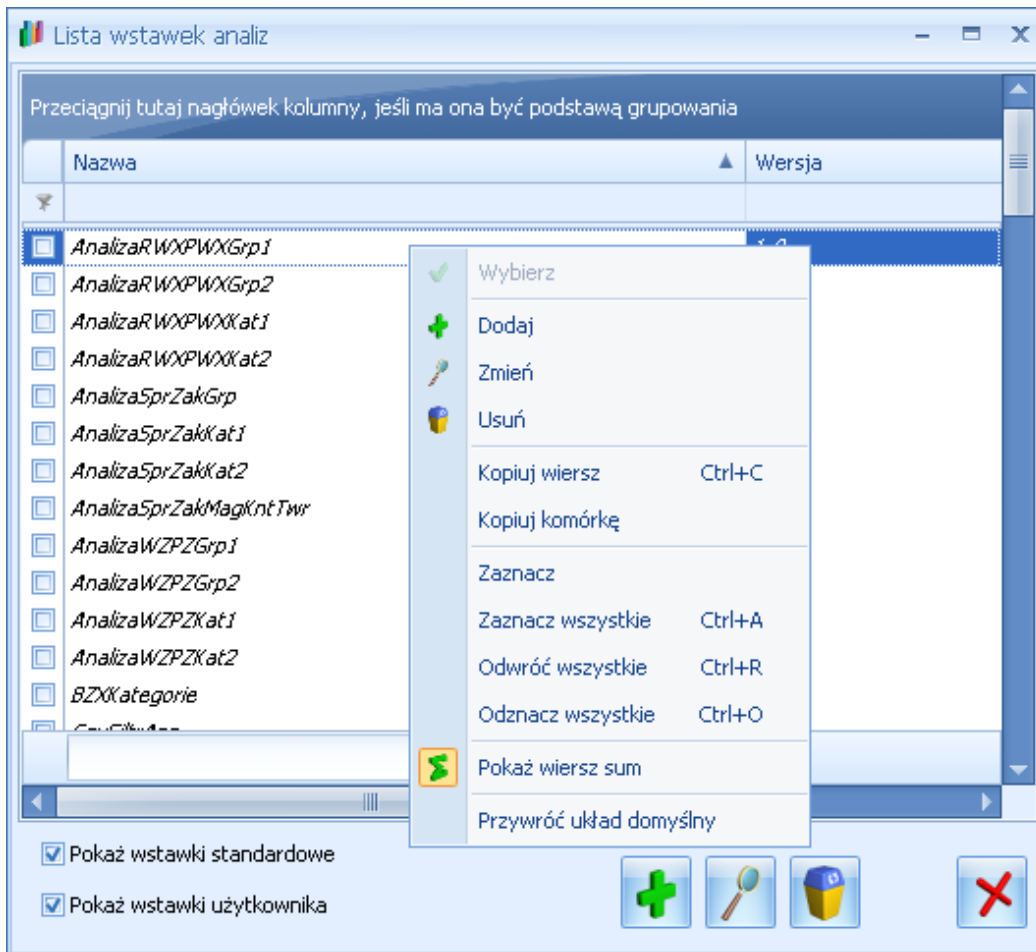 Lista wstawek analiz
Przeciągnij tutaj nagłówek kolumny, jeśli ma ona być podstawą grupowania
Nazwa Wersja
AnalizaRWXPWXGrp1
AnalizaRWXPWXGrp2
AnalizaRWXPWXKat1
AnalizaRWXPWXKat2
AnalizaSprZakGrp
AnalizaSprZakKat1
AnalizaSprZakKat2
AnalizaSprZakMagKntTwr
AnalizaWZPZGrp1
AnalizaWZPZGrp2
AnalizaWZPZKat1
AnalizaWZPZKat2
BZXKategorie
Wybierz
Dodaj
Zmień
Usuń
Kopiuj wiersz Ctrl+C
Kopiuj komórkę
Zaznacz
Zaznacz wszystkie Ctrl+A
Odwróć wszystkie Ctrl+R
Odznacz wszystkie Ctrl+O
Pokaż wiersz sum
Przywróć układ domyślny
Pokaż wstawki standardowe
Pokaż wstawki użytkownika